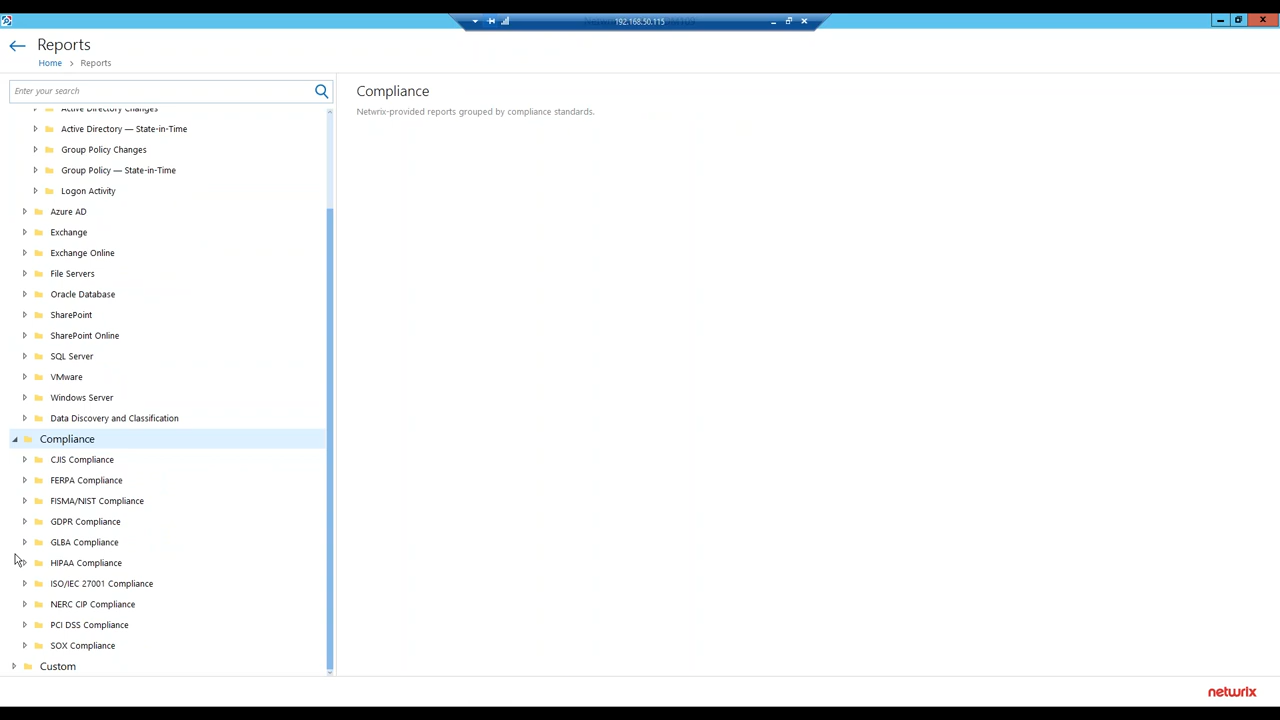 192.168.50.115
Reports
Home > Reports
Enter your search
Compliance
Netwrix-provided reports grouped by compliance standards.
Active Directory Changes
Active Directory — State-in-Time
Group Policy Changes
Group Policy — State-in-Time
Logon Activity
Azure AD
Exchange
Exchange Online
File Servers
Oracle Database
SharePoint
SharePoint Online
SQL Server
VMware
Windows Server
Data Discovery and Classification
Compliance
CJIS Compliance
FERPA Compliance
FISMA/NIST Compliance
GDPR Compliance
GLBA Compliance
HIPAA Compliance
ISO/IEC 27001 Compliance
NERC CIP Compliance
PCI DSS Compliance
SOX Compliance
Custom
netwrix